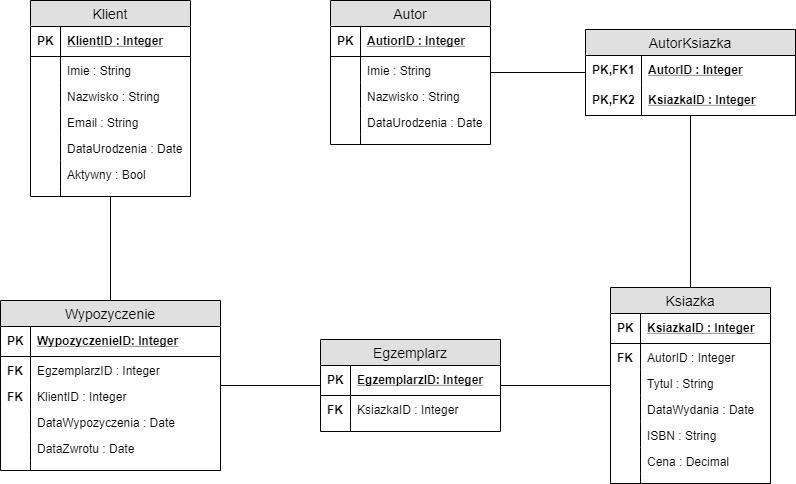 Klient
PK KlientID : Integer
Imie : String
Nazwisko : String
Email : String
DataUrodzenia : Date
Aktywny : Bool
Autor
PK AutiorID : Integer
Imie : String
Nazwisko : String
DataUrodzenia : Date
AutorKsiazka
PK,FK1 AutorID : Integer
PK,FK2 KsiazkaID : Integer
Wypozyczenie
PK WypozyczenieID: Integer
FK EgzemplarzID : Integer
FK KlientID : Integer
DataWypozyczenia : Date
DataZwrotu : Date
Egzemplarz
PK EgzemplarzID: Integer
FK KsiazkaID : Integer
Ksiazka
PK KsiazkaID : Integer
FK AutorID : Integer
Tytul : String
DataWydania : Date
ISBN : String
Cena : Decimal